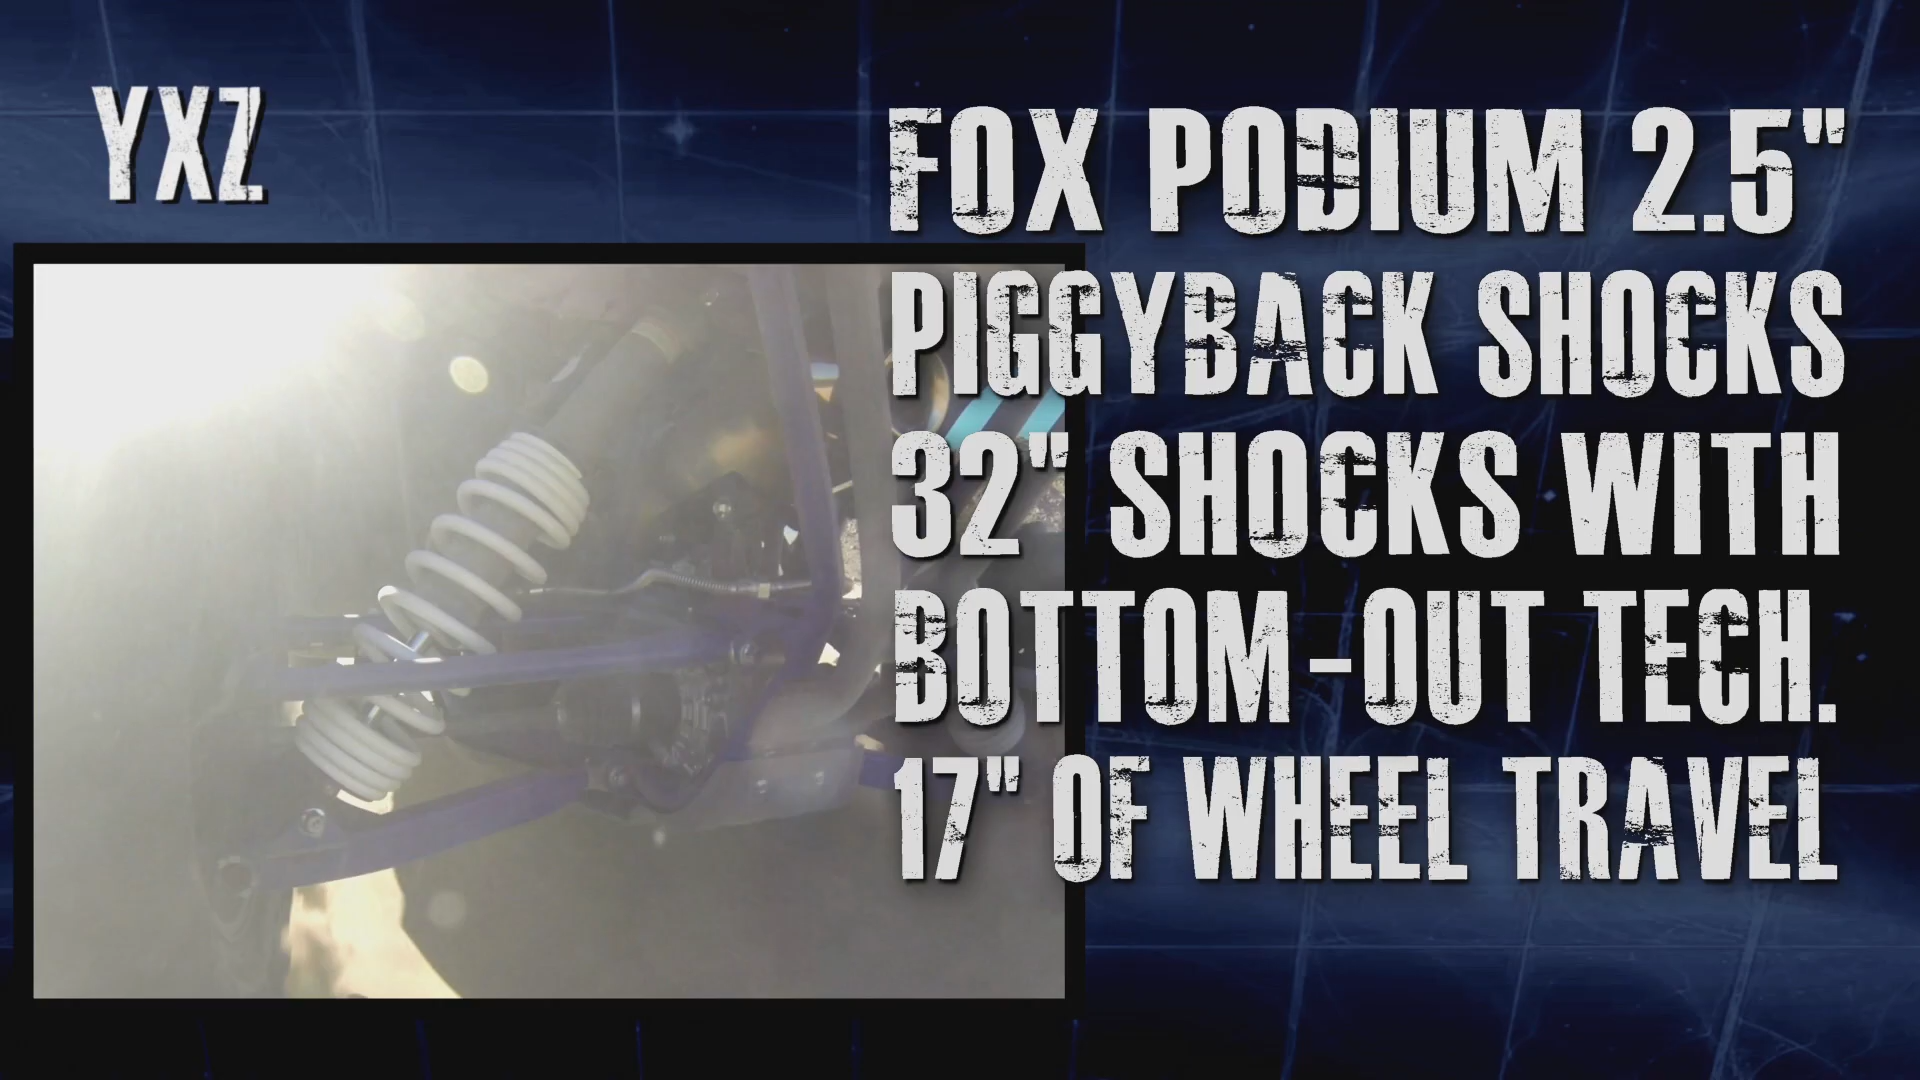 YXZ
FOX PODIUM 2.5"
PIGGYBACK SHOCKS
32" SHOCKS WITH
BOTTOM-OUT TECH.
17" OF WHEEL TRAVEL